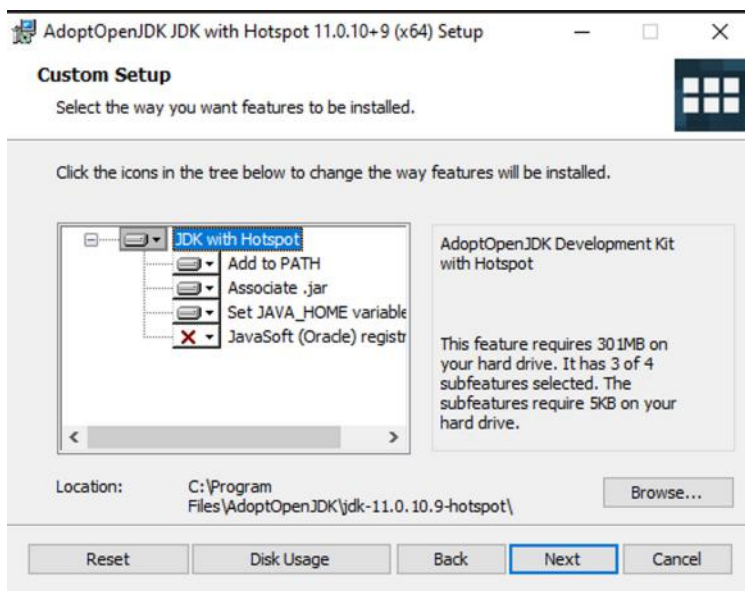 AdoptOpenJDK JDK with Hotspot 11.0.10+9 (x64) Setup
Custom Setup
Select the way you want features to be installed.
Click the icons in the tree below to change the way features will be installed.
JDK with Hotspot
Add to PATH
Associate .jar
Set JAVA_HOME variable
JavaSoft (Oracle) registr
AdoptOpenJDK Development Kit
with Hotspot
This feature requires 301MB on
your hard drive. It has 3 of 4
subfeatures selected. The
subfeatures require 5KB on your
hard drive.
Location:
C:\Program
Files\AdoptOpenJDK\jdk-11.0.10.9-hotspot\
Browse...
Reset Disk Usage Back Next Cancel